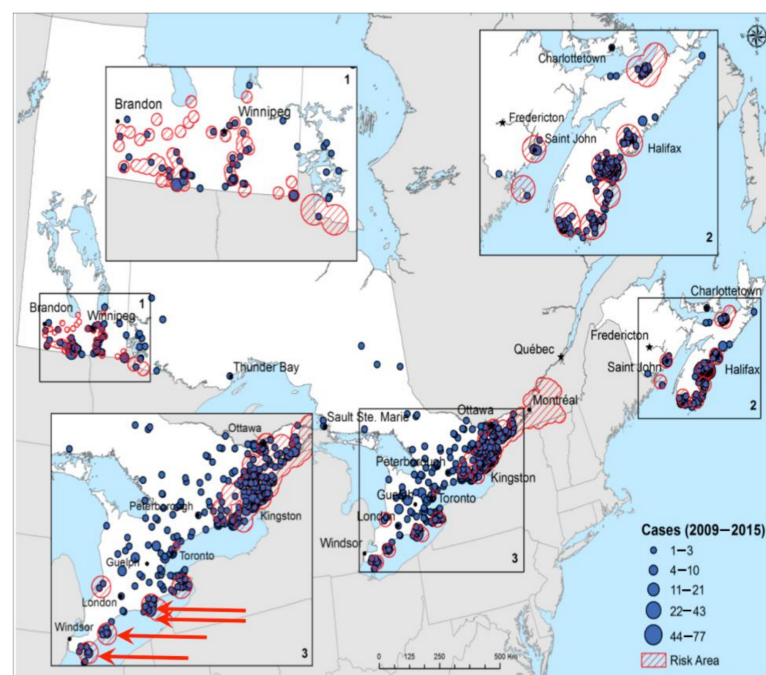 1
Brandon
Winnipeg
Charlottetown
Fredericton
Saint John
Halifax
2
1
Brandon
Winnipeg
Thunder Bay
Charlottetown
Fredericton
Saint John
Halifax
2
Québec
Montréal
Ottawa
Sault Ste. Marie
Peterborough
Kingston
Guelph
Toronto
London
Windsor
3
Ottawa
Peterborough
Kingston
Guelph
Toronto
London
Windsor
3
Cases (2009–2015)
1–3
4–10
11–21
22–43
44–77
Risk Area
0
125
250
500 Km